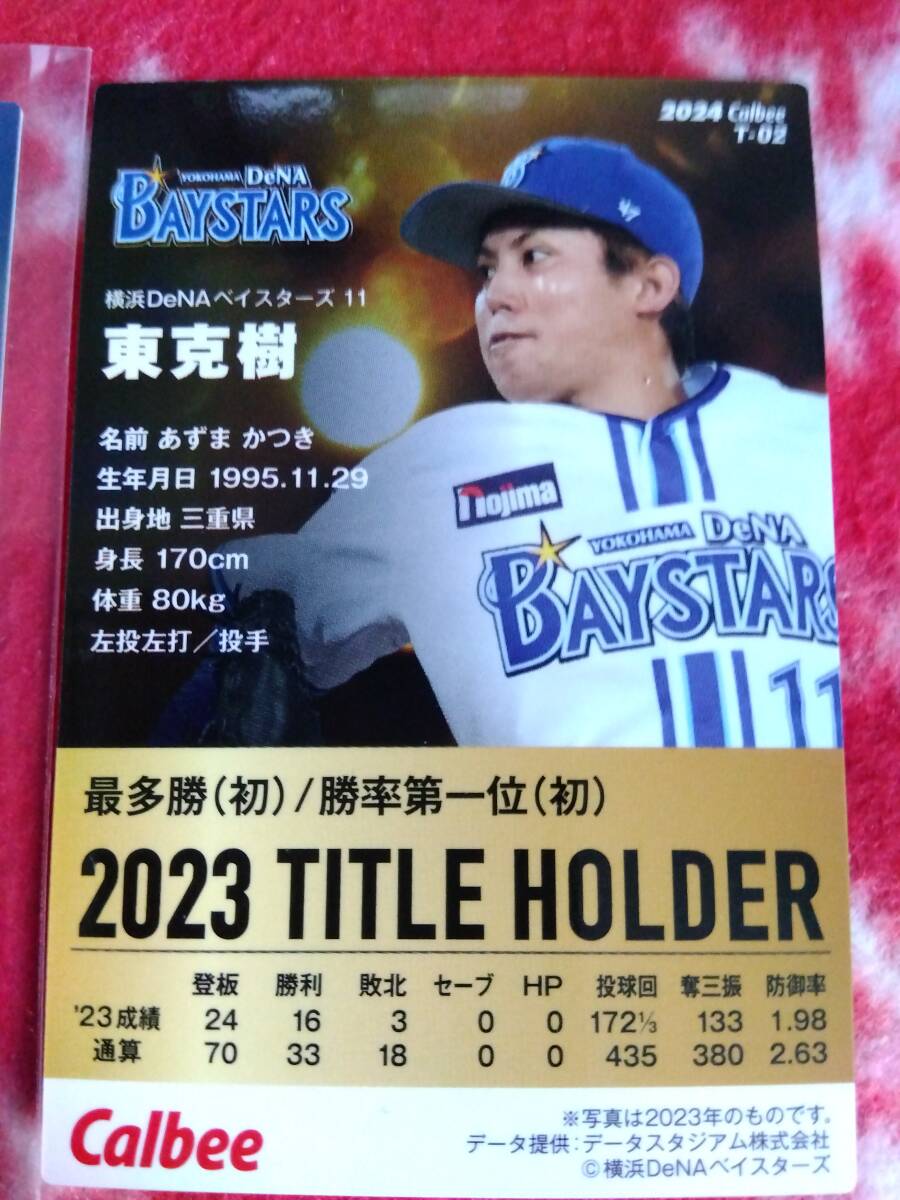 2024 Calbee
T-02
YOKOHAMA DeNA
BAYSTARS
横浜DeNAベイスターズ 11
東克樹
名前 あずま かつき
生年月日 1995.11.29
出身地 三重県
身長 170cm
体重 80kg
左投左打/投手
nojima
YOKOHAMA DeNA
BAYSTARS
11
最多勝(初)/勝率第一位(初)
2023 TITLE HOLDER
登板 勝利 敗北 セーブ HP 投球回 奪三振 防御率
'23成績 24 16 3 0 0 172⅓ 133 1.98
通算 70 33 18 0 0 435 380 2.63
Calbee
※写真は2023年のものです。
データ提供:データスタジアム株式会社
©横浜DeNAベイスターズ